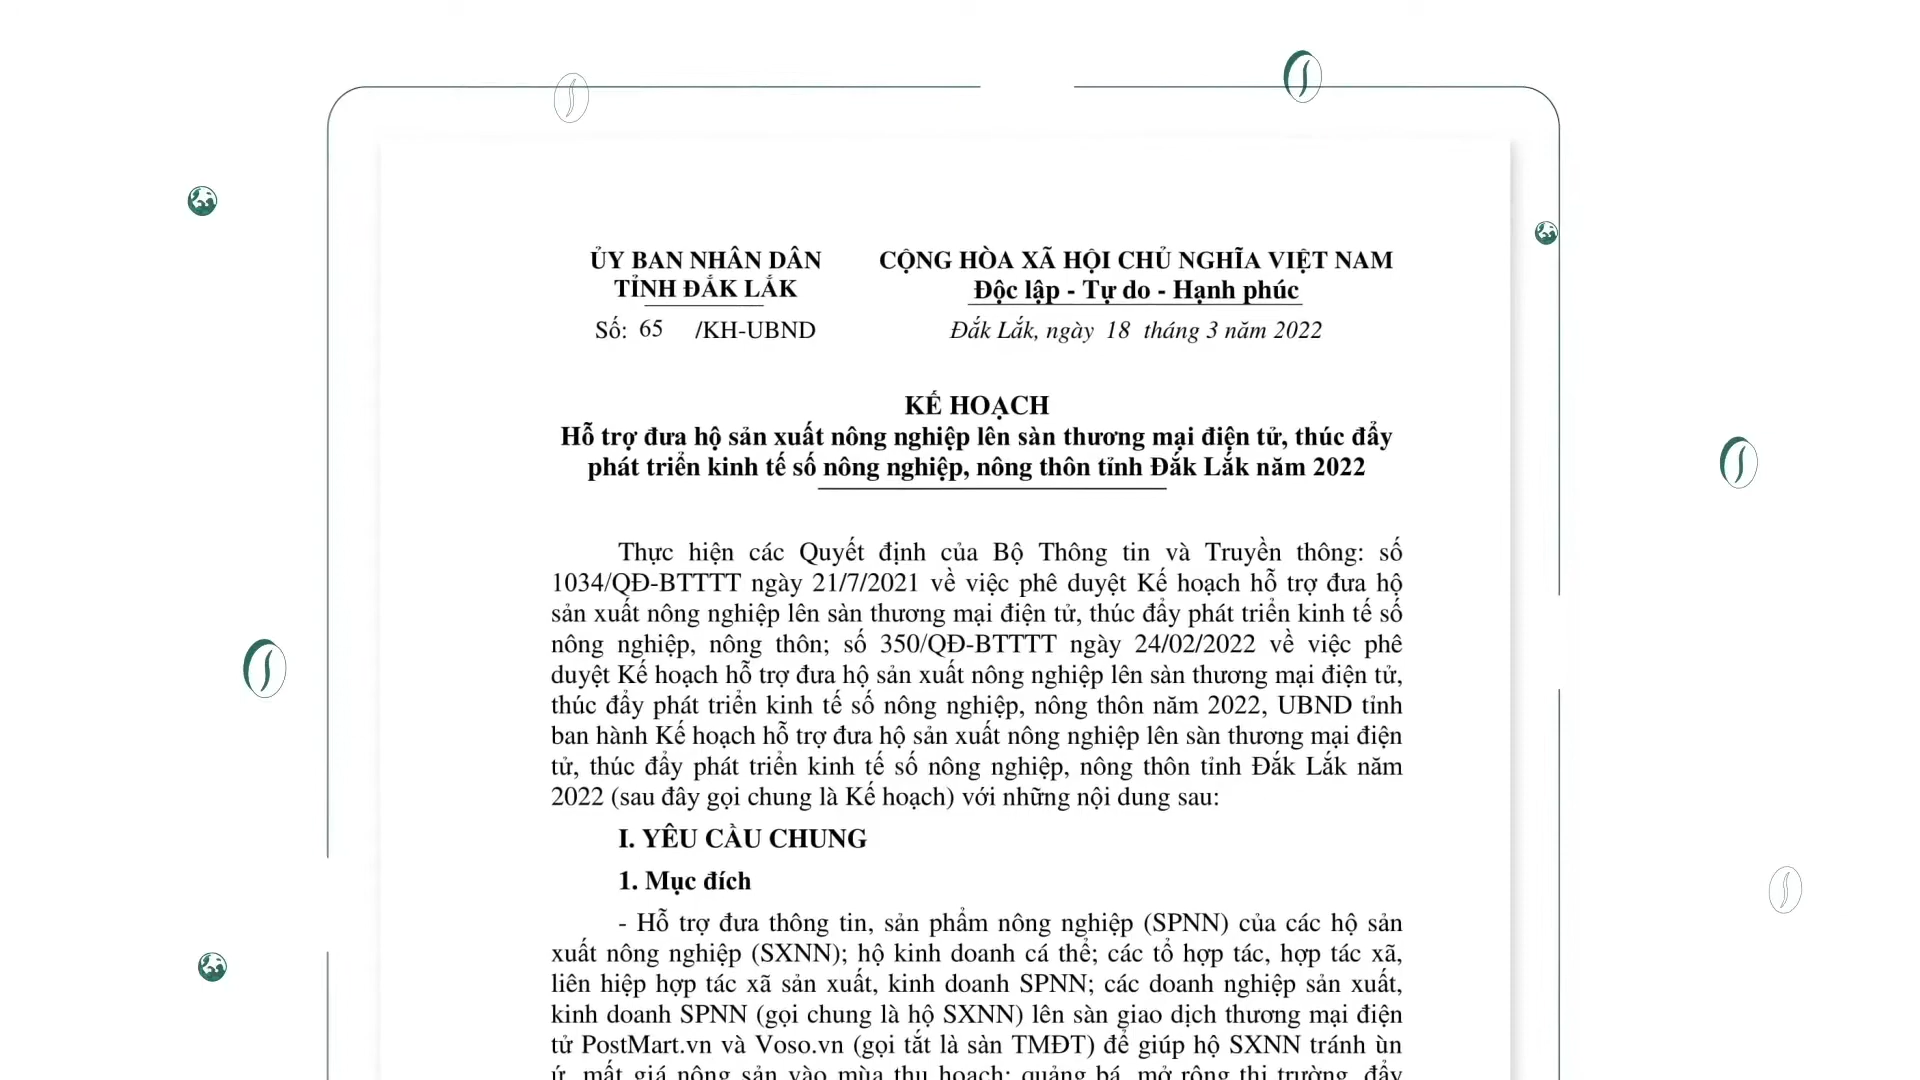 ỦY BAN NHÂN DÂN
TỈNH ĐẮK LẮK
Số: 65 /KH-UBND
CỘNG HÒA XÃ HỘI CHỦ NGHĨA VIỆT NAM
Độc lập - Tự do - Hạnh phúc
Đắk Lắk, ngày 18 tháng 3 năm 2022
KẾ HOẠCH
Hỗ trợ đưa hộ sản xuất nông nghiệp lên sàn thương mại điện tử, thúc đẩy
phát triển kinh tế số nông nghiệp, nông thôn tỉnh Đắk Lắk năm 2022
Thực hiện các Quyết định của Bộ Thông tin và Truyền thông: số
1034/QĐ-BTTTT ngày 21/7/2021 về việc phê duyệt Kế hoạch hỗ trợ đưa hộ
sản xuất nông nghiệp lên sàn thương mại điện tử, thúc đẩy phát triển kinh tế số
nông nghiệp, nông thôn; số 350/QĐ-BTTTT ngày 24/02/2022 về việc phê
duyệt Kế hoạch hỗ trợ đưa hộ sản xuất nông nghiệp lên sàn thương mại điện tử,
thúc đẩy phát triển kinh tế số nông nghiệp, nông thôn năm 2022, UBND tỉnh
ban hành Kế hoạch hỗ trợ đưa hộ sản xuất nông nghiệp lên sàn thương mại điện
tử, thúc đẩy phát triển kinh tế số nông nghiệp, nông thôn tỉnh Đắk Lắk năm
2022 (sau đây gọi chung là Kế hoạch) với những nội dung sau:
I. YÊU CẦU CHUNG
1. Mục đích
- Hỗ trợ đưa thông tin, sản phẩm nông nghiệp (SPNN) của các hộ sản
xuất nông nghiệp (SXNN); hộ kinh doanh cá thể; các tổ hợp tác, hợp tác xã,
liên hiệp hợp tác xã sản xuất, kinh doanh SPNN; các doanh nghiệp sản xuất,
kinh doanh SPNN (gọi chung là hộ SXNN) lên sàn giao dịch thương mại điện
tử PostMart.vn và Voso.vn (gọi tắt là sàn TMĐT) để giúp hộ SXNN tránh ùn
ứ, mất giá nông sản vào mùa thu hoạch; quảng bá, mở rộng thị trường, đẩy